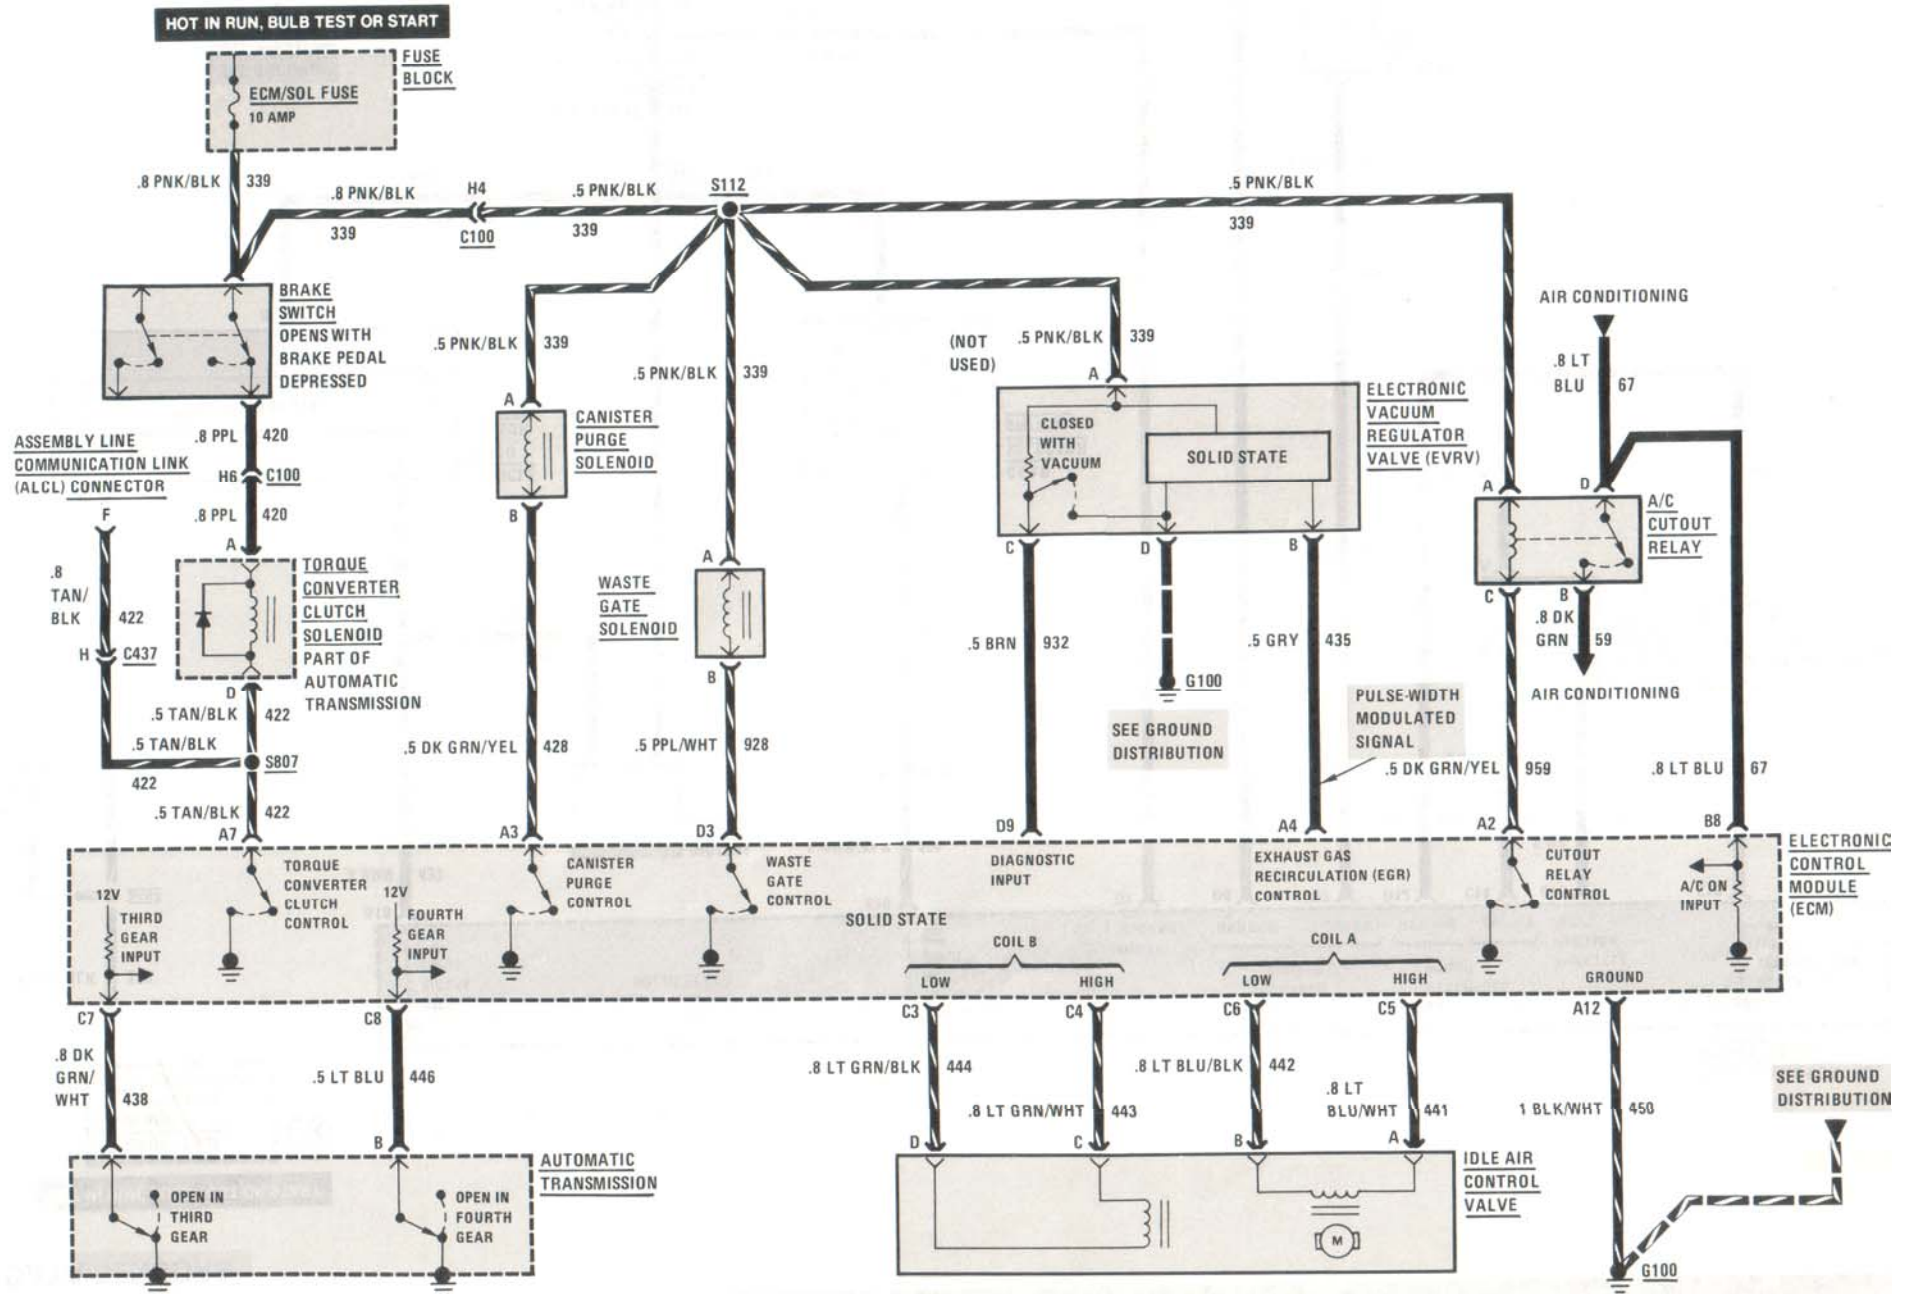 HOT IN RUN, BULB TEST OR START
FUSE
BLOCK
ECM/SOL FUSE
10 AMP
.8 PNK/BLK 339
.8 PNK/BLK
339
H4
C100
.5 PNK/BLK
339
S112
.5 PNK/BLK
339
BRAKE
SWITCH
OPENS WITH
BRAKE PEDAL
DEPRESSED
.8 PPL 420
H6 C100
.8 PPL 420
A
ASSEMBLY LINE
COMMUNICATION LINK
(ALCL) CONNECTOR
F
.8
TAN/
BLK 422
H C437
TORQUE
CONVERTER
CLUTCH
SOLENOID
PART OF
AUTOMATIC
TRANSMISSION
D
.5 TAN/BLK 422
.5 TAN/BLK
422
S807
.5 TAN/BLK 422
A7
.5 PNK/BLK 339
A
CANISTER
PURGE
SOLENOID
B
.5 DK GRN/YEL 428
A3
.5 PNK/BLK 339
A
WASTE
GATE
SOLENOID
B
.5 PPL/WHT 928
D3
(NOT
USED)
.5 PNK/BLK 339
A
CLOSED
WITH
VACUUM
SOLID STATE
ELECTRONIC
VACUUM
REGULATOR
VALVE (EVRV)
C
D
B
.5 BRN 932
G100
SEE GROUND
DISTRIBUTION
.5 GRY 435
PULSE-WIDTH
MODULATED
SIGNAL
D9
A4
AIR CONDITIONING
.8 LT
BLU 67
A
D
A/C
CUTOUT
RELAY
C
B
.8 DK
GRN 59
AIR CONDITIONING
.5 DK GRN/YEL 959
.8 LT BLU 67
A2
B8
ELECTRONIC
CONTROL
MODULE
(ECM)
TORQUE
CONVERTER
CLUTCH
CONTROL
12V
THIRD
GEAR
INPUT
12V
FOURTH
GEAR
INPUT
CANISTER
PURGE
CONTROL
WASTE
GATE
CONTROL
SOLID STATE
DIAGNOSTIC
INPUT
EXHAUST GAS
RECIRCULATION (EGR)
CONTROL
CUTOUT
RELAY
CONTROL
A/C ON
INPUT
COIL B
LOW HIGH
COIL A
LOW HIGH
GROUND
C7
C8
C3
C4
C6
C5
A12
.8 DK
GRN/
WHT 438
.5 LT BLU 446
B
AUTOMATIC
TRANSMISSION
OPEN IN
THIRD
GEAR
OPEN IN
FOURTH
GEAR
.8 LT GRN/BLK 444
.8 LT GRN/WHT 443
.8 LT BLU/BLK 442
.8 LT
BLU/WHT 441
1 BLK/WHT 450
D
C
B
A
IDLE AIR
CONTROL
VALVE
M
SEE GROUND
DISTRIBUTION
G100